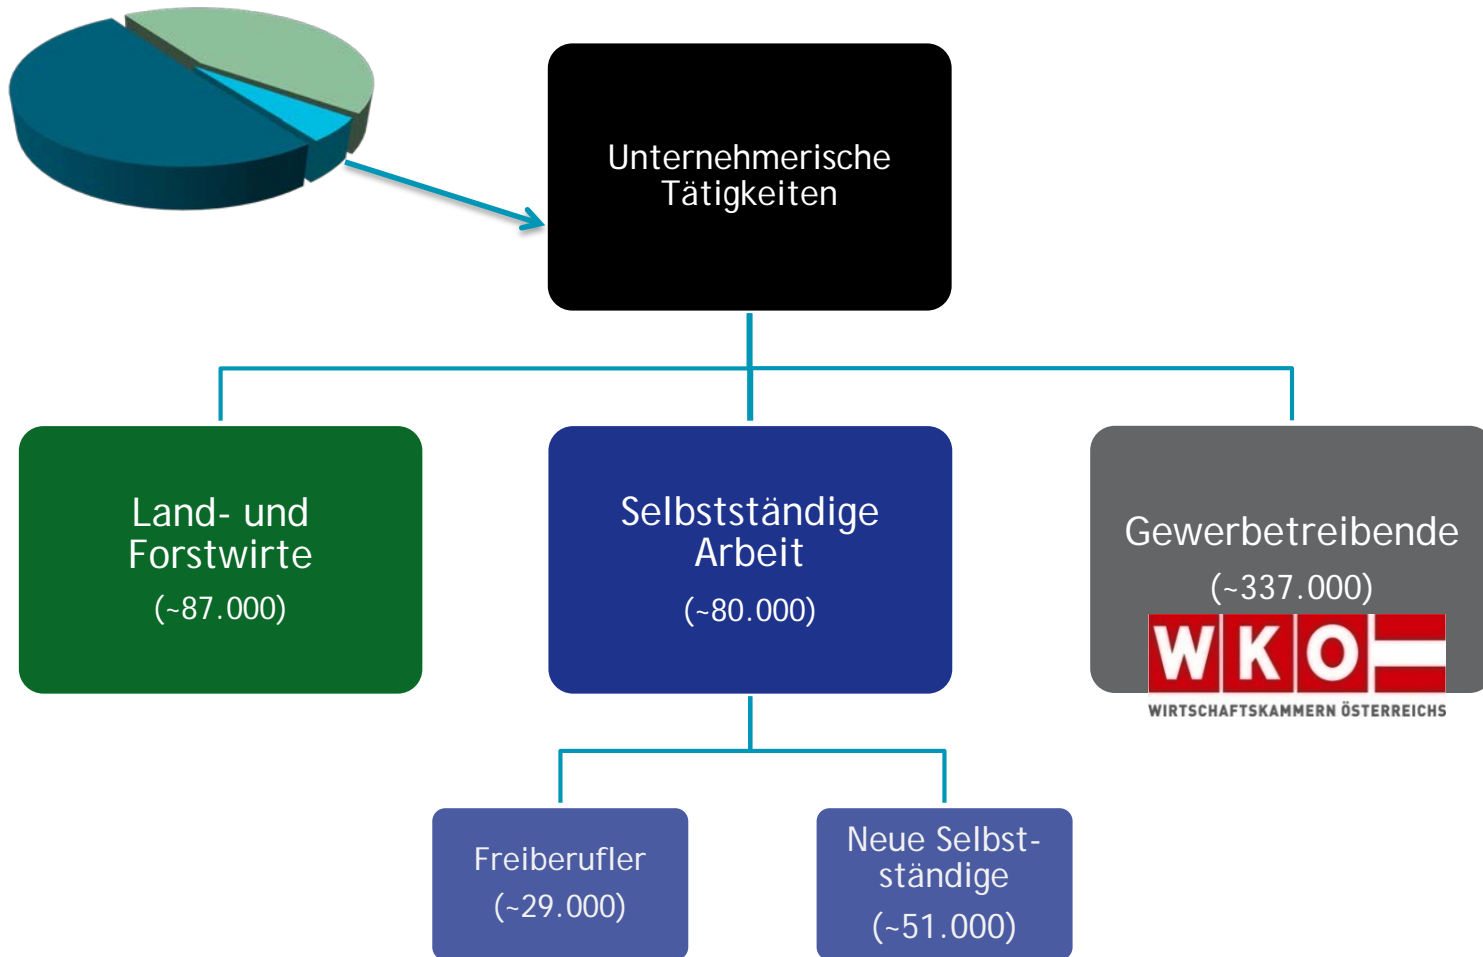 Unternehmerische
Tätigkeiten
Land- und
Forstwirte
(~87.000)
Selbstständige
Arbeit
(~80.000)
Gewerbetreibende
(~337.000)
WKO
WIRTSCHAFTSKAMMERN ÖSTERREICHS
Freiberufler
(~29.000)
Neue Selbst-
ständige
(~51.000)